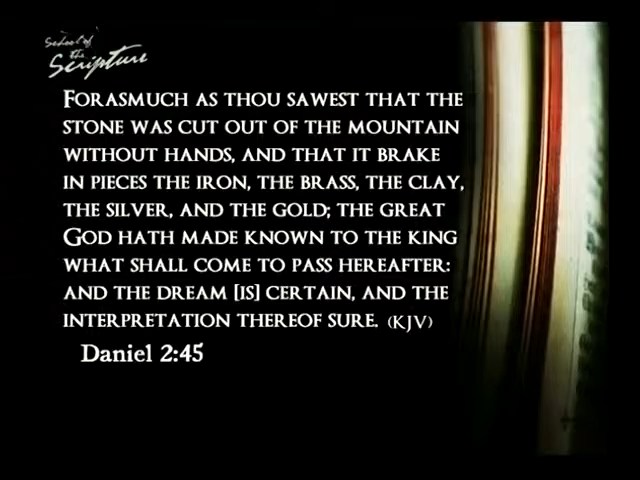 School of
the
Scripture
FORASMUCH AS THOU SAWEST THAT THE
STONE WAS CUT OUT OF THE MOUNTAIN
WITHOUT HANDS, AND THAT IT BRAKE
IN PIECES THE IRON, THE BRASS, THE CLAY,
THE SILVER, AND THE GOLD; THE GREAT
GOD HATH MADE KNOWN TO THE KING
WHAT SHALL COME TO PASS HEREAFTER:
AND THE DREAM [IS] CERTAIN, AND THE
INTERPRETATION THEREOF SURE. (KJV)
Daniel 2:45